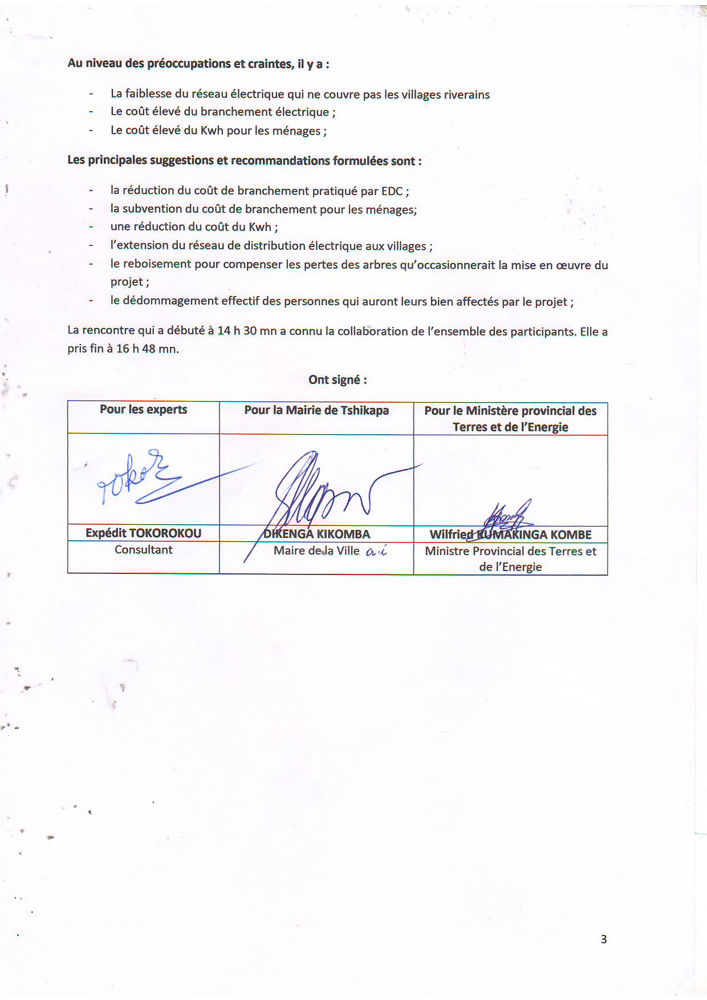 Au niveau des préoccupations et craintes, il y a :
- La faiblesse du réseau électrique qui ne couvre pas les villages riverains
- Le coût élevé du branchement électrique ;
- Le coût élevé du Kwh pour les ménages ;
Les principales suggestions et recommandations formulées sont :
- la réduction du coût de branchement pratiqué par EDC ;
- la subvention du coût de branchement pour les ménages;
- une réduction du coût du Kwh ;
- l'extension du réseau de distribution électrique aux villages ;
- le reboisement pour compenser les pertes des arbres qu'occasionnerait la mise en œuvre du
projet ;
- le dédommagement effectif des personnes qui auront leurs bien affectés par le projet ;
La rencontre qui a débuté à 14 h 30 mn a connu la collaboration de l'ensemble des participants. Elle a
pris fin à 16 h 48 mn.
Ont signé :
Pour les experts Pour la Mairie de Tshikapa Pour le Ministère provincial des
Terres et de l'Energie
Expédit TOKOROKOU DIKENGA KIKOMBA Wilfried KUMAKINGA KOMBE
Consultant Maire de la Ville a.i Ministre Provincial des Terres et
de l'Energie
3